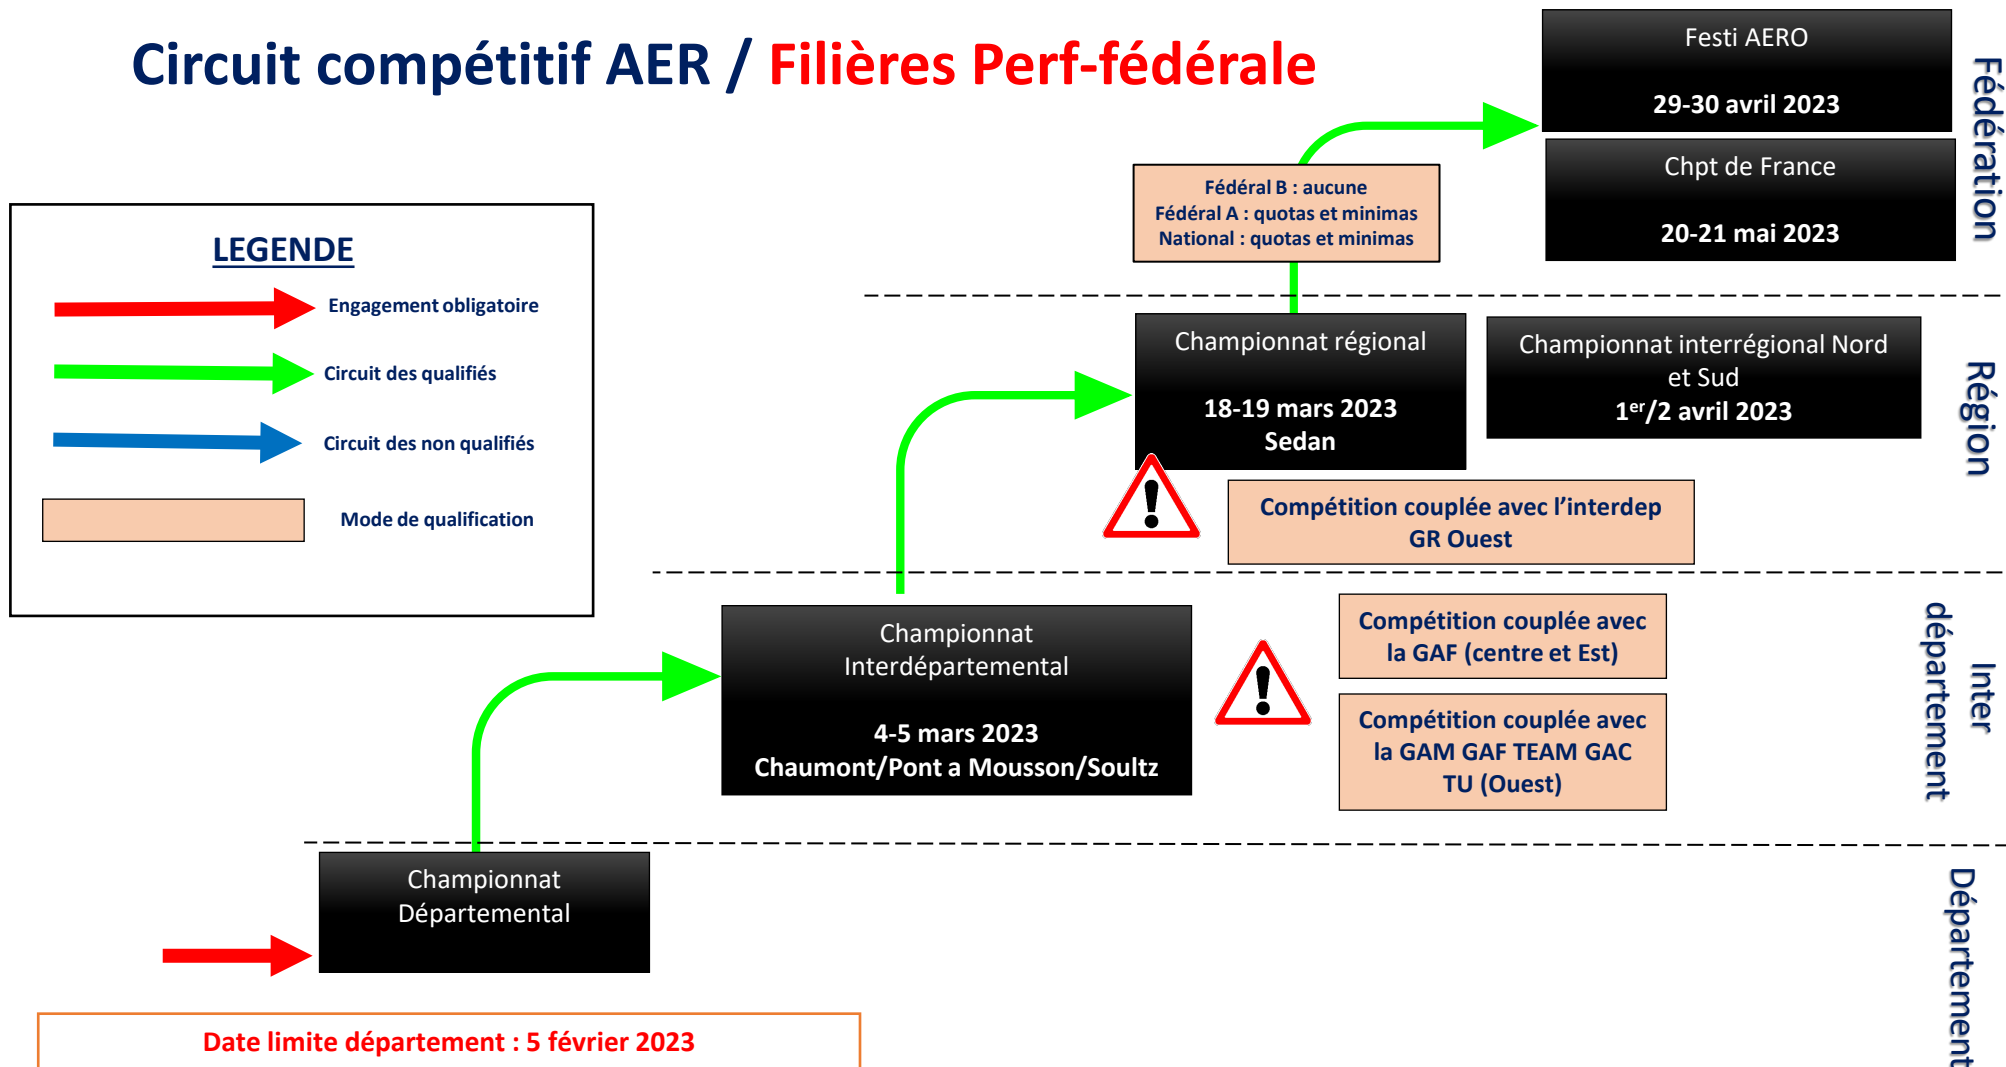 Circuit compétitif AER / Filières Perf-fédérale
Festi AERO
29-30 avril 2023
Chpt de France
20-21 mai 2023
Fédération
Fédéral B : aucune
Fédéral A : quotas et minimas
National : quotas et minimas
LEGENDE
Engagement obligatoire
Circuit des qualifiés
Circuit des non qualifiés
Mode de qualification
Championnat régional
18-19 mars 2023
Sedan
Championnat interrégional Nord
et Sud
1er/2 avril 2023
Région
Compétition couplée avec l'interdep
GR Ouest
Championnat
Interdépartemental
4-5 mars 2023
Chaumont/Pont a Mousson/Soultz
Compétition couplée avec
la GAF (centre et Est)
Compétition couplée avec
la GAM GAF TEAM GAC
TU (Ouest)
Inter
département
Championnat
Départemental
Département
Date limite département : 5 février 2023